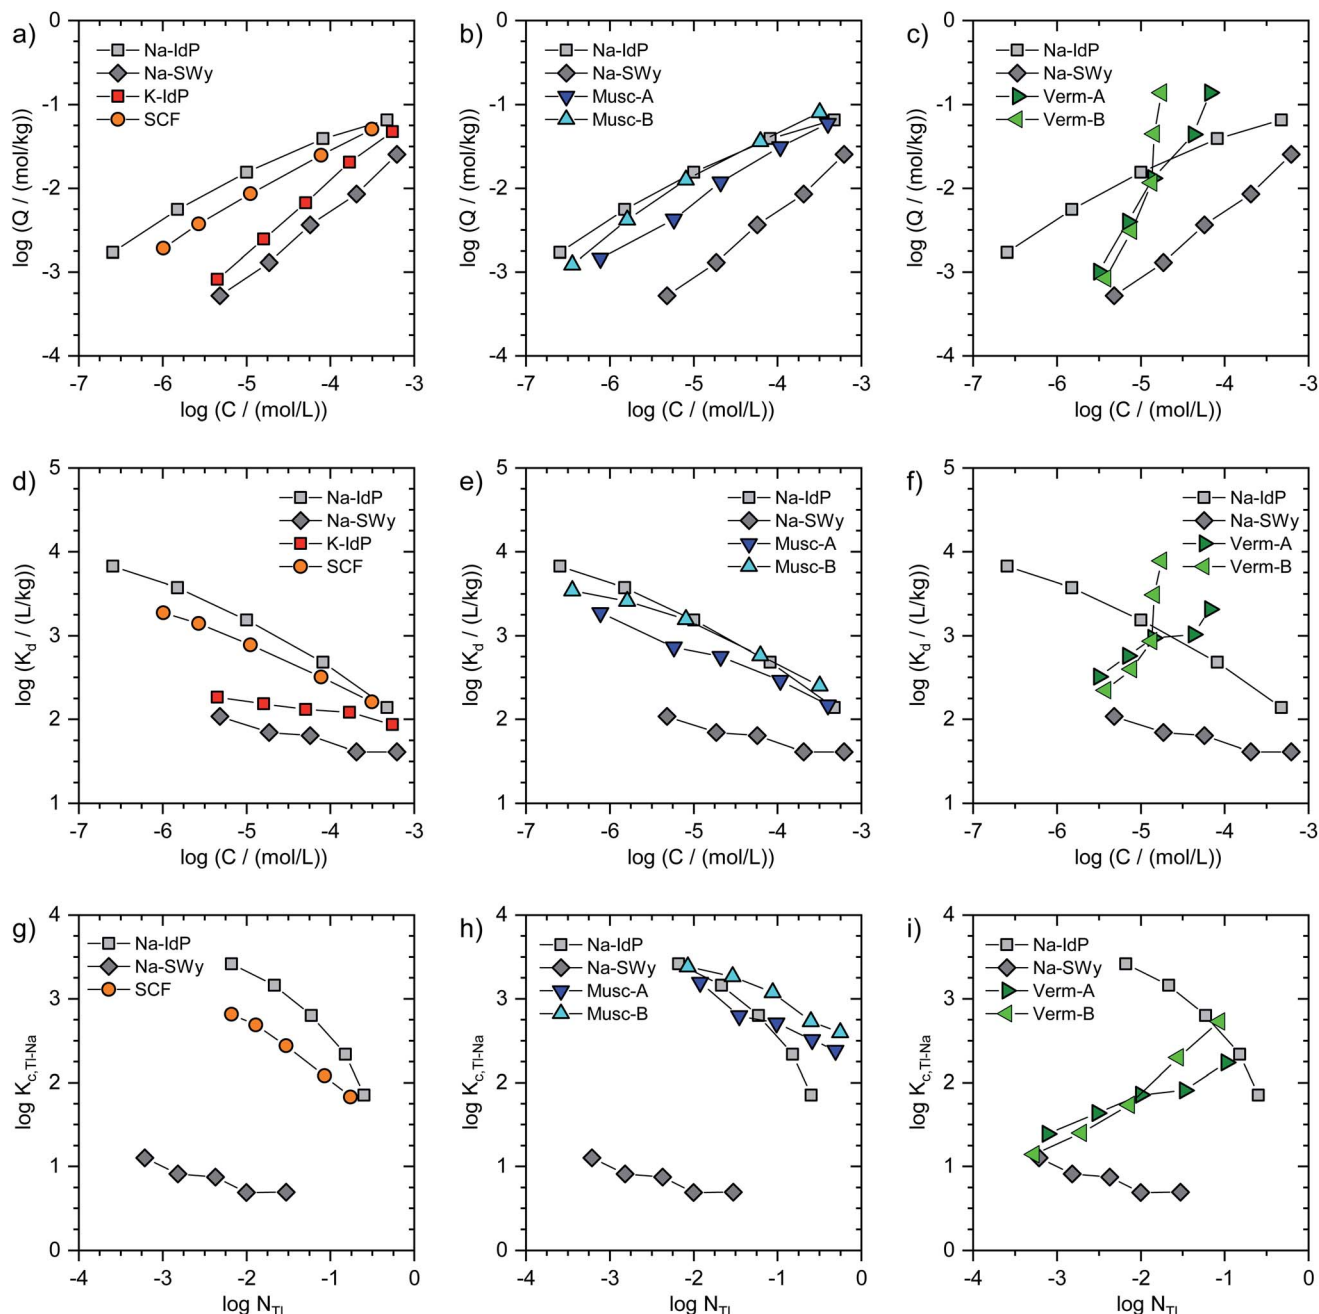 a)
Na-IdP
Na-SWy
K-IdP
SCF
log (Q / (mol/kg))
0
-1
-2
-3
-4
-7 -6 -5 -4 -3
log (C / (mol/L))
b)
Na-IdP
Na-SWy
Musc-A
Musc-B
log (Q / (mol/kg))
0
-1
-2
-3
-4
-7 -6 -5 -4 -3
log (C / (mol/L))
c)
Na-IdP
Na-SWy
Verm-A
Verm-B
log (Q / (mol/kg))
0
-1
-2
-3
-4
-7 -6 -5 -4 -3
log (C / (mol/L))
d)
Na-IdP
Na-SWy
K-IdP
SCF
log (Kd / (L/kg))
5
4
3
2
1
-7 -6 -5 -4 -3
log (C / (mol/L))
e)
Na-IdP
Na-SWy
Musc-A
Musc-B
log (Kd / (L/kg))
5
4
3
2
1
-7 -6 -5 -4 -3
log (C / (mol/L))
f)
Na-IdP
Na-SWy
Verm-A
Verm-B
log (Kd / (L/kg))
5
4
3
2
1
-7 -6 -5 -4 -3
log (C / (mol/L))
g)
Na-IdP
Na-SWy
SCF
log Kc,Tl-Na
4
3
2
1
0
-4 -3 -2 -1 0
log NTl
h)
Na-IdP
Na-SWy
Musc-A
Musc-B
log Kc,Tl-Na
4
3
2
1
0
-4 -3 -2 -1 0
log NTl
i)
Na-IdP
Na-SWy
Verm-A
Verm-B
log Kc,Tl-Na
4
3
2
1
0
-4 -3 -2 -1 0
log NTl